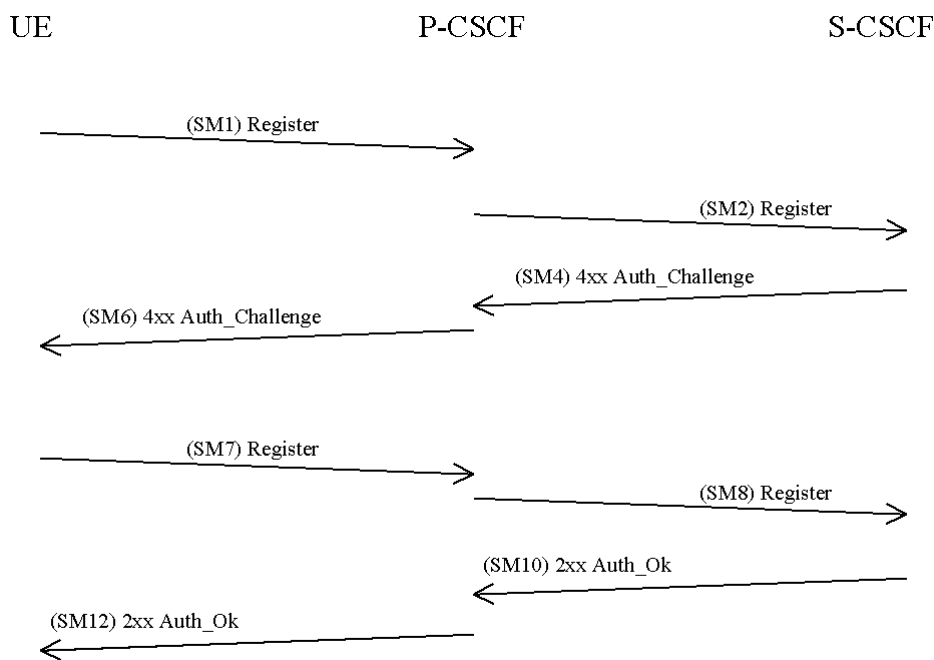 UE P-CSCF S-CSCF
(SM1) Register
(SM2) Register
(SM4) 4xx Auth_Challenge
(SM6) 4xx Auth_Challenge
(SM7) Register
(SM8) Register
(SM10) 2xx Auth_Ok
(SM12) 2xx Auth_Ok